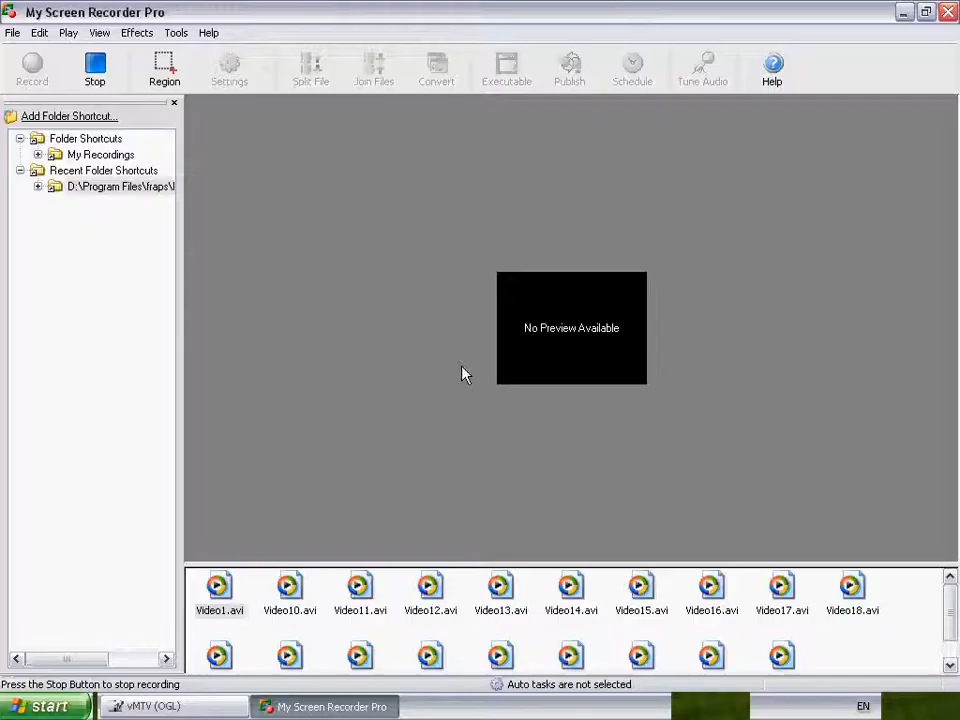 My Screen Recorder Pro
File Edit Play View Effects Tools Help
Record Stop Region Settings Split File Join Files Convert Executable Publish Schedule Tune Audio Help
Add Folder Shortcut...
Folder Shortcuts
My Recordings
Recent Folder Shortcuts
D:\Program Files\fraps\
No Preview Available
Video1.avi Video10.avi Video11.avi Video12.avi Video13.avi Video14.avi Video15.avi Video16.avi Video17.avi Video18.avi
Press the Stop Button to stop recording Auto tasks are not selected
start vMTV (OGL) My Screen Recorder Pro EN